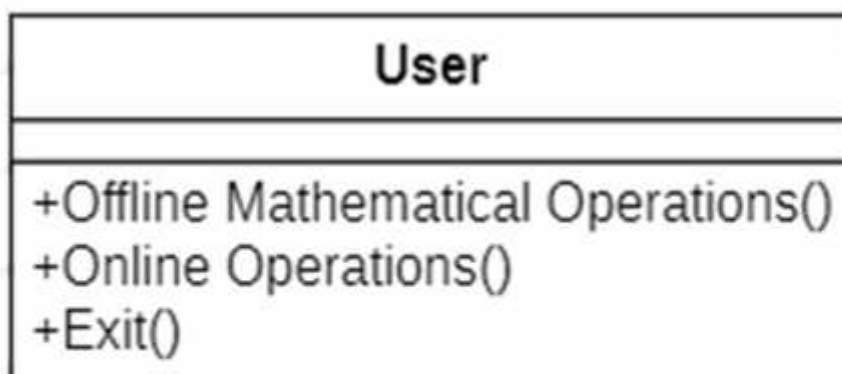 User
+Offline Mathematical Operations()
+Online Operations()
+Exit()